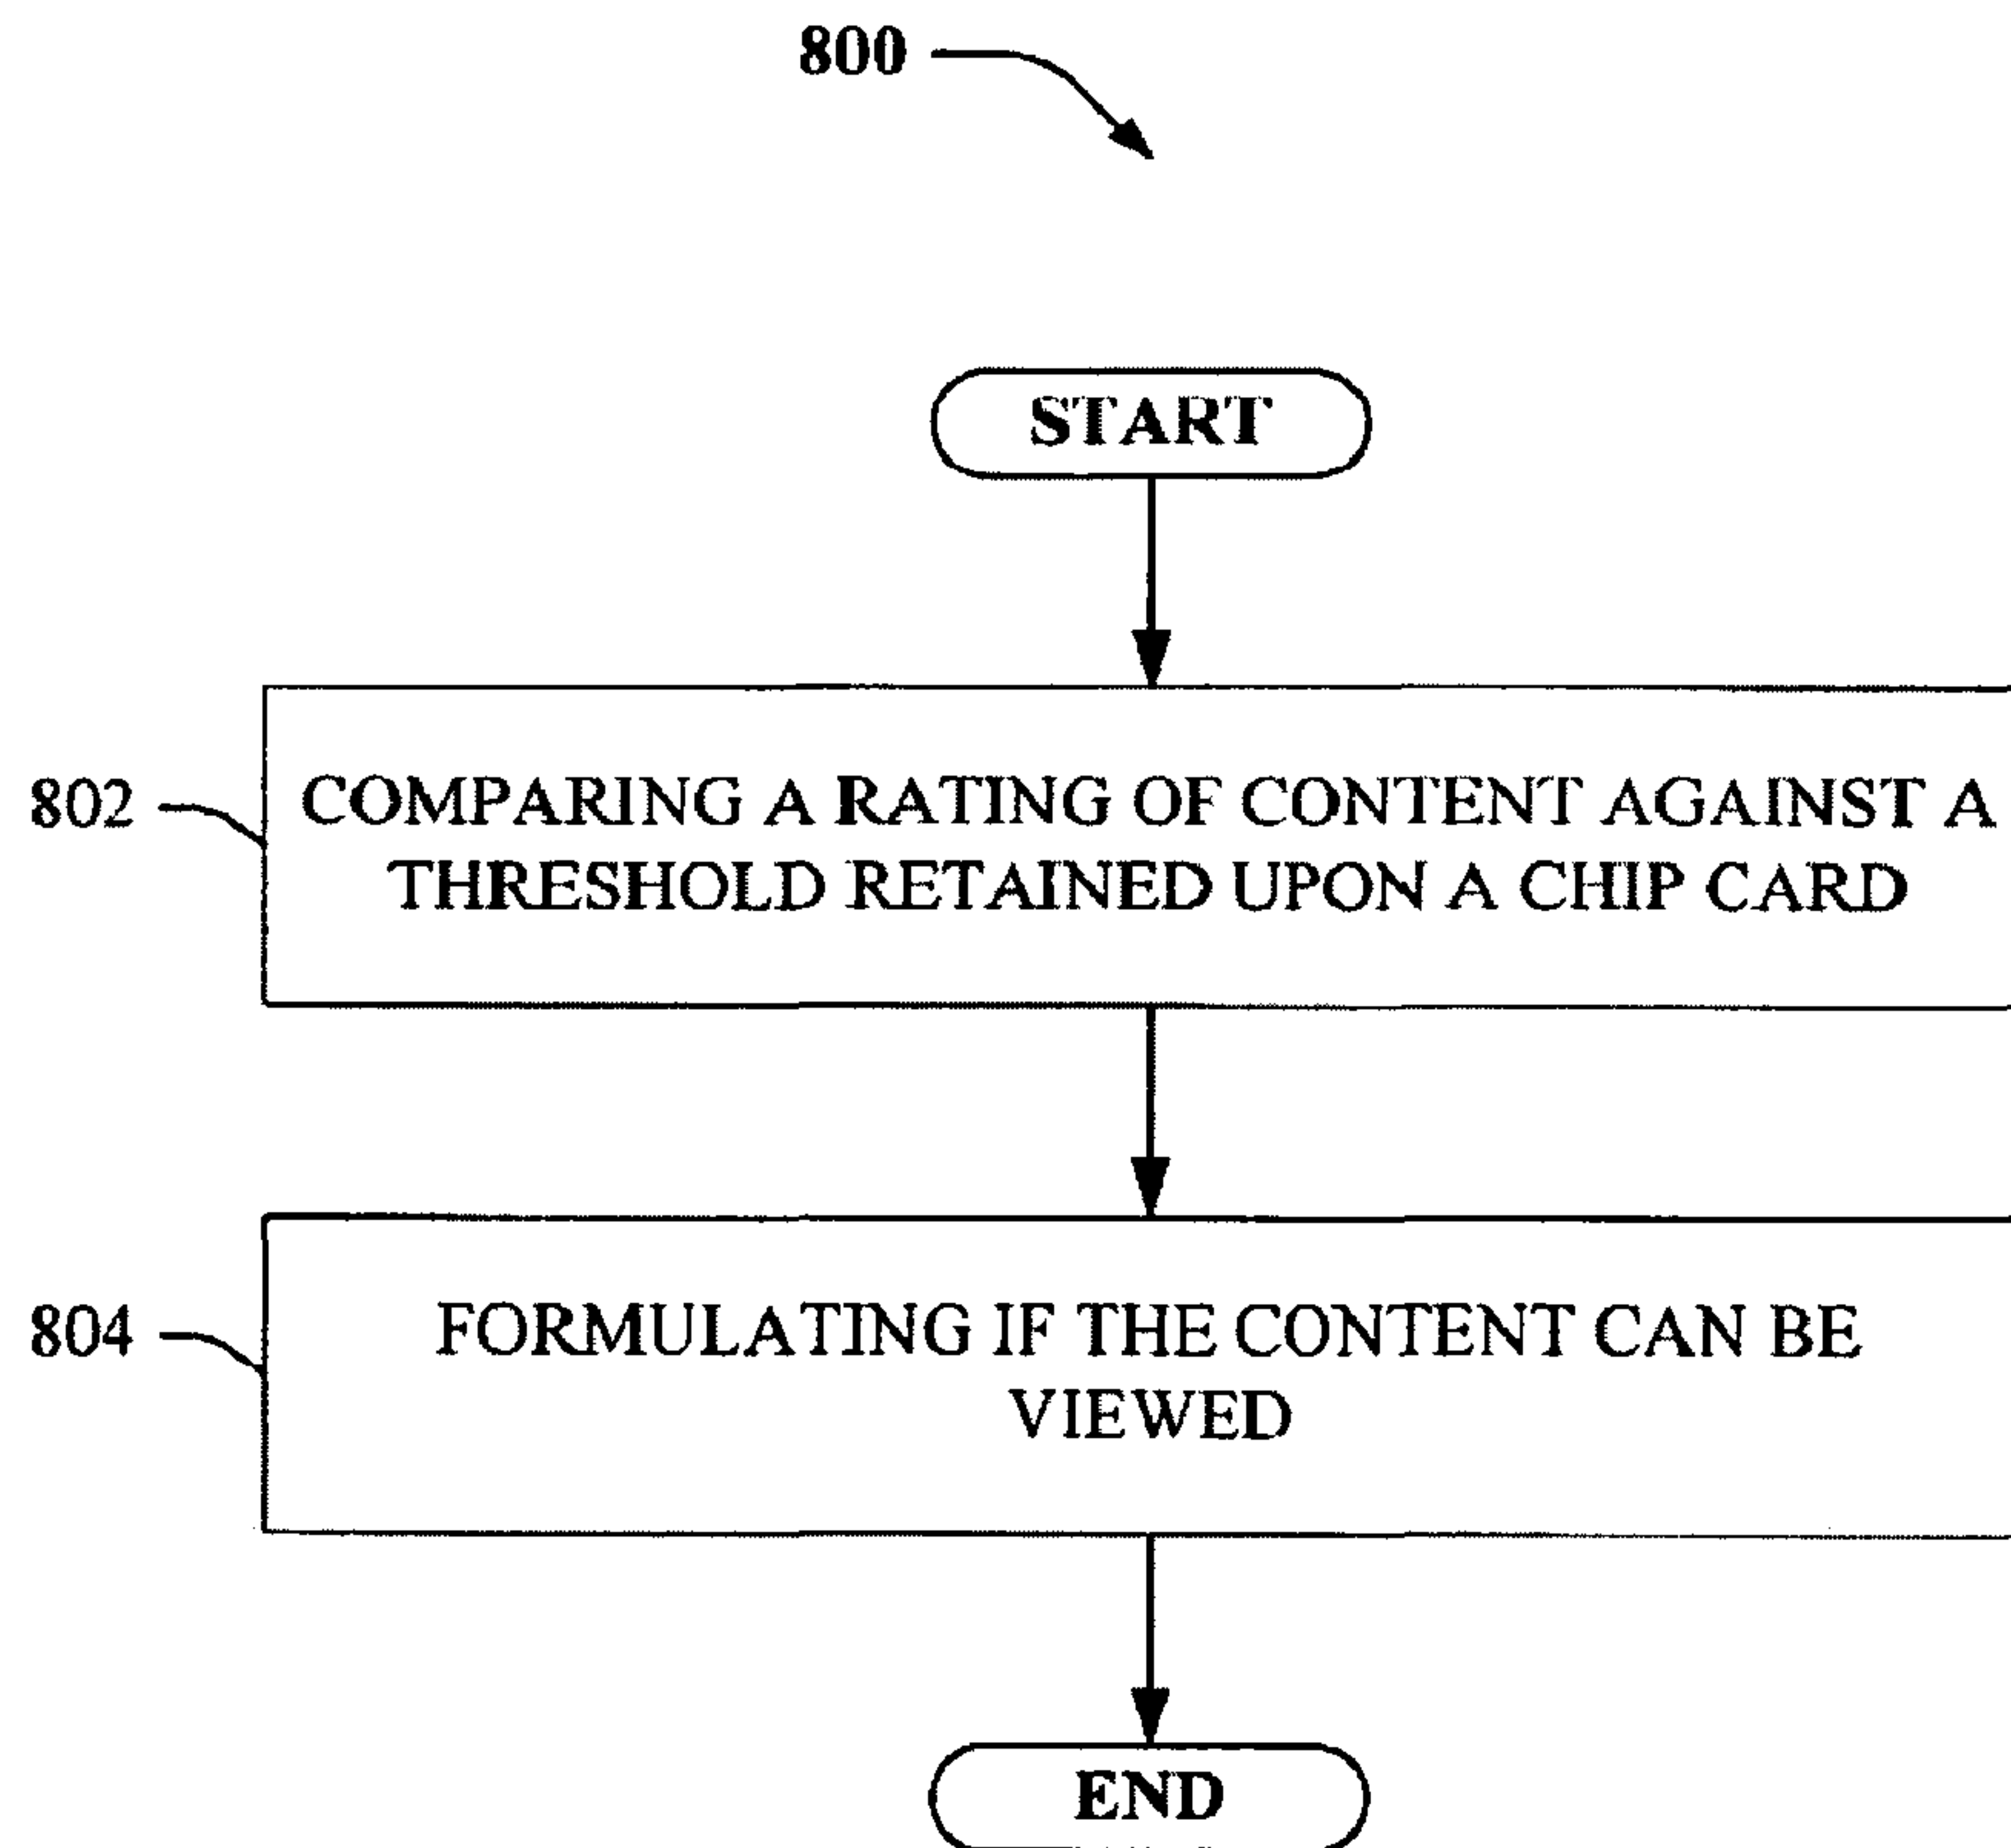 800
START
802
COMPARING A RATING OF CONTENT AGAINST A
THRESHOLD RETAINED UPON A CHIP CARD
804
FORMULATING IF THE CONTENT CAN BE
VIEWED
END